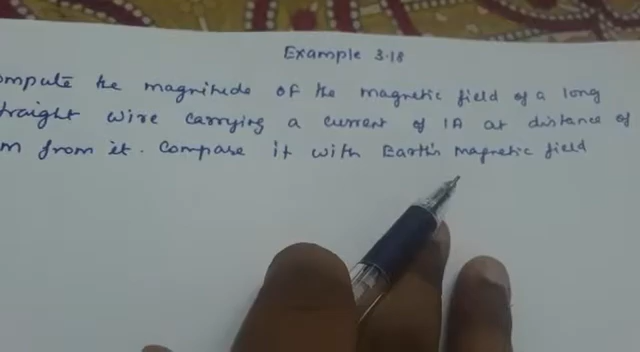 Example 3.18
ompute the magnitude of the magnetic field of a long
traight wire carrying a current of 1A at distance of
m from it. Compare it with Earth's magnetic field